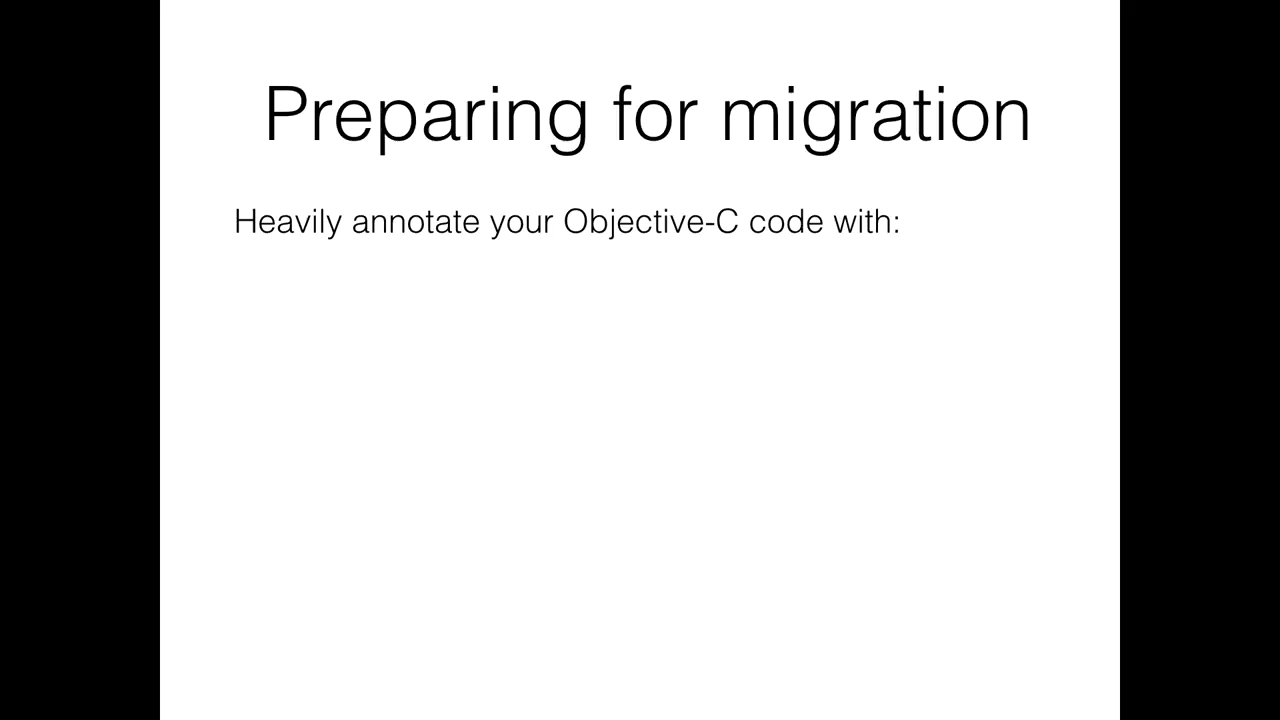 Preparing for migration
Heavily annotate your Objective-C code with: